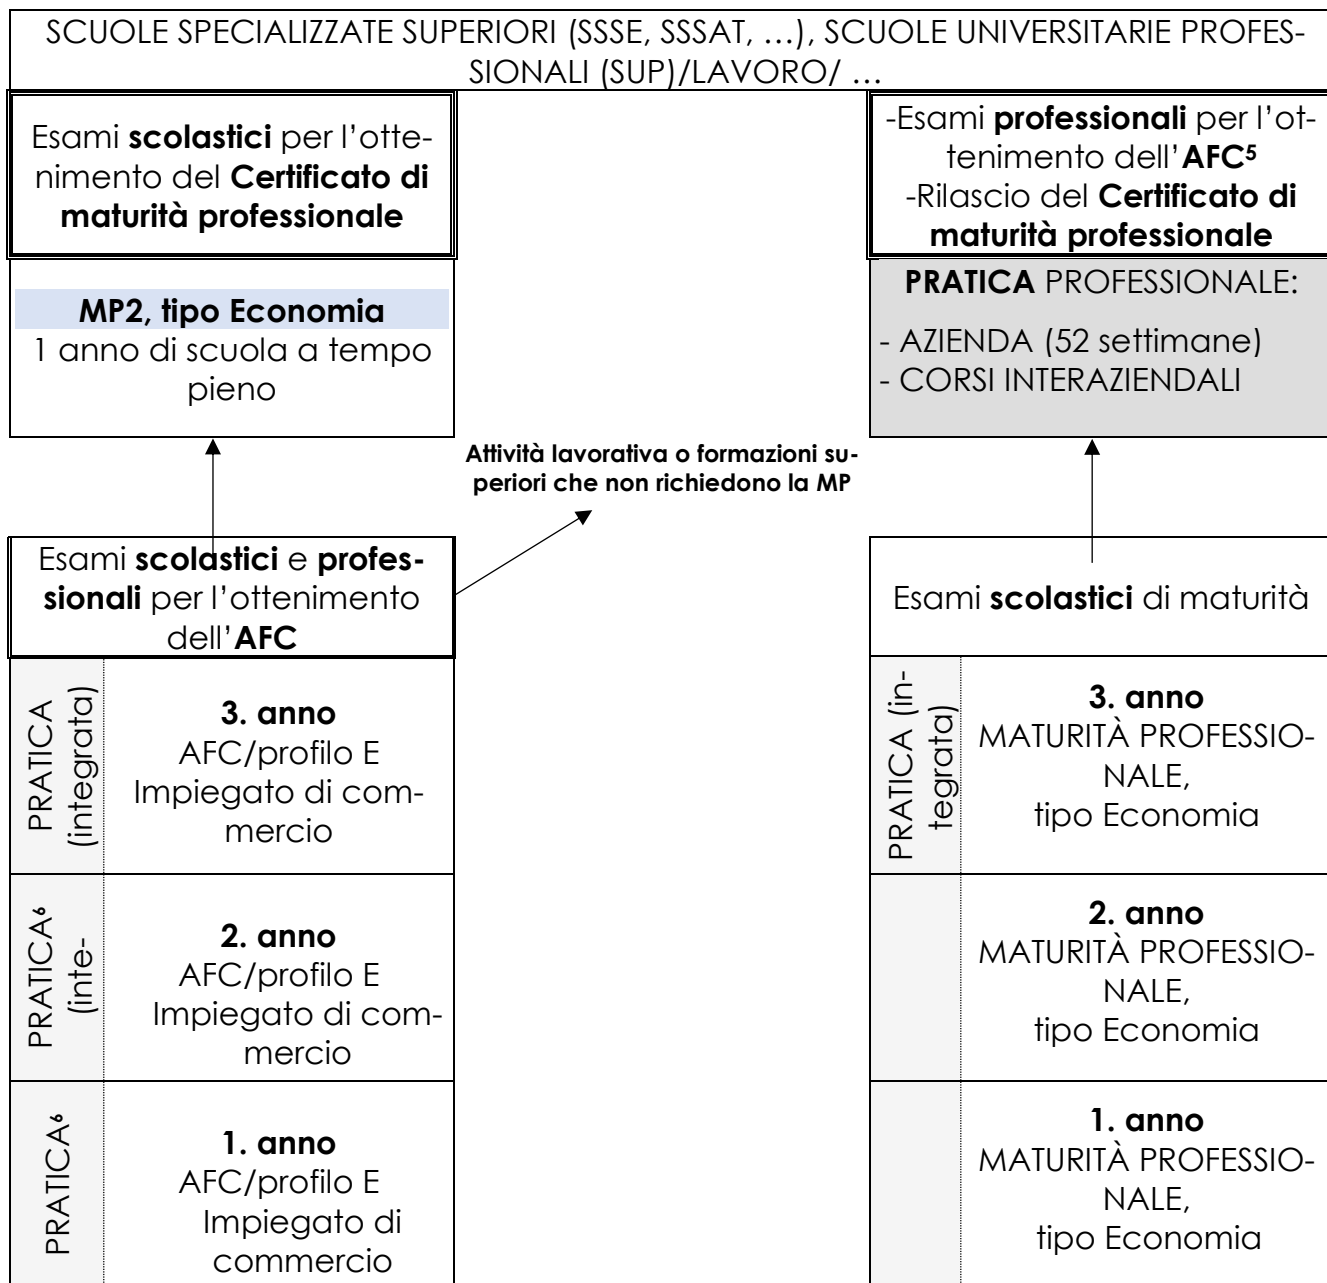 SCUOLE SPECIALIZZATE SUPERIORI (SSSE, SSSAT, …), SCUOLE UNIVERSITARIE PROFES-
SIONALI (SUP)/LAVORO/ …
Esami scolastici per l’otte-
nimento del Certificato di
maturità professionale
MP2, tipo Economia
1 anno di scuola a tempo
pieno
-Esami professionali per l’ot-
tenimento dell’AFC⁵
-Rilascio del Certificato di
maturità professionale
PRATICA PROFESSIONALE:
- AZIENDA (52 settimane)
- CORSI INTERAZIENDALI
Attività lavorativa o formazioni su-
periori che non richiedono la MP
Esami scolastici e profes-
sionali per l’ottenimento
dell’AFC
PRATICA
(integrata)
3. anno
AFC/profilo E
Impiegato di com-
mercio
PRATICA⁶
(inte-
2. anno
AFC/profilo E
Impiegato di com-
mercio
PRATICA⁶
1. anno
AFC/profilo E
Impiegato di
commercio
Esami scolastici di maturità
PRATICA (in-
tegrata)
3. anno
MATURITÀ PROFESSIO-
NALE,
tipo Economia
2. anno
MATURITÀ PROFESSIO-
NALE,
tipo Economia
1. anno
MATURITÀ PROFESSIO-
NALE,
tipo Economia